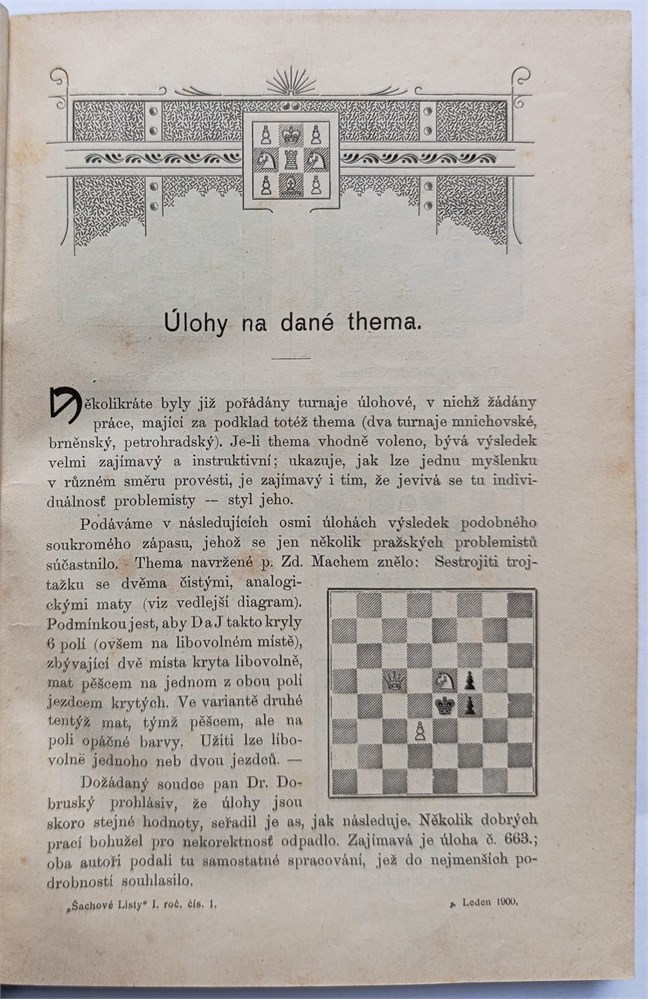 Úlohy na dané thema.
Několikráte byly již pořádány turnaje úlohové, v nichž žádány
práce, mající za podklad totéž thema (dva turnaje mnichovské,
brněnský, petrohradský). Je-li thema vhodně voleno, bývá výsledek
velmi zajímavý a instruktivní; ukazuje, jak lze jednu myšlenku
v různém směru provésti, je zajímavý i tím, že jevívá se tu indivi-
duálnosť problemisty — styl jeho.
Podáváme v následujících osmi úlohách výsledek podobného
soukromého zápasu, jehož se jen několik pražských problemistů
súčastnilo. Thema navržené p. Zd. Machem znělo: Sestrojiti troj-
tažku se dvěma čistými, analogi-
ckými maty (viz vedlejší diagram).
Podmínkou jest, aby D a J takto kryly
6 polí (ovšem na libovolném místě),
zbývající dvě místa kryta libovolně,
mat pěšcem na jednom z obou polí
jezdcem krytých. Ve variantě druhé
tentýž mat, týmž pěšcem, ale na
poli opáčné barvy. Užiti lze libo-
volně jednoho neb dvou jezdců. —
Dožádaný soudce pan Dr. Do-
bruský prohlásiv, že úlohy jsou
skoro stejné hodnoty, seřadil je as, jak následuje. Několik dobrých
prací bohužel pro nekorektnosť odpadlo. Zajímavá je úloha č. 663.;
oba autoři podali tu samostatné spracování, jež do nejmenších po-
drobností souhlasilo.
„Šachové Listy“ I. roč. čís. 1.
Leden 1900.